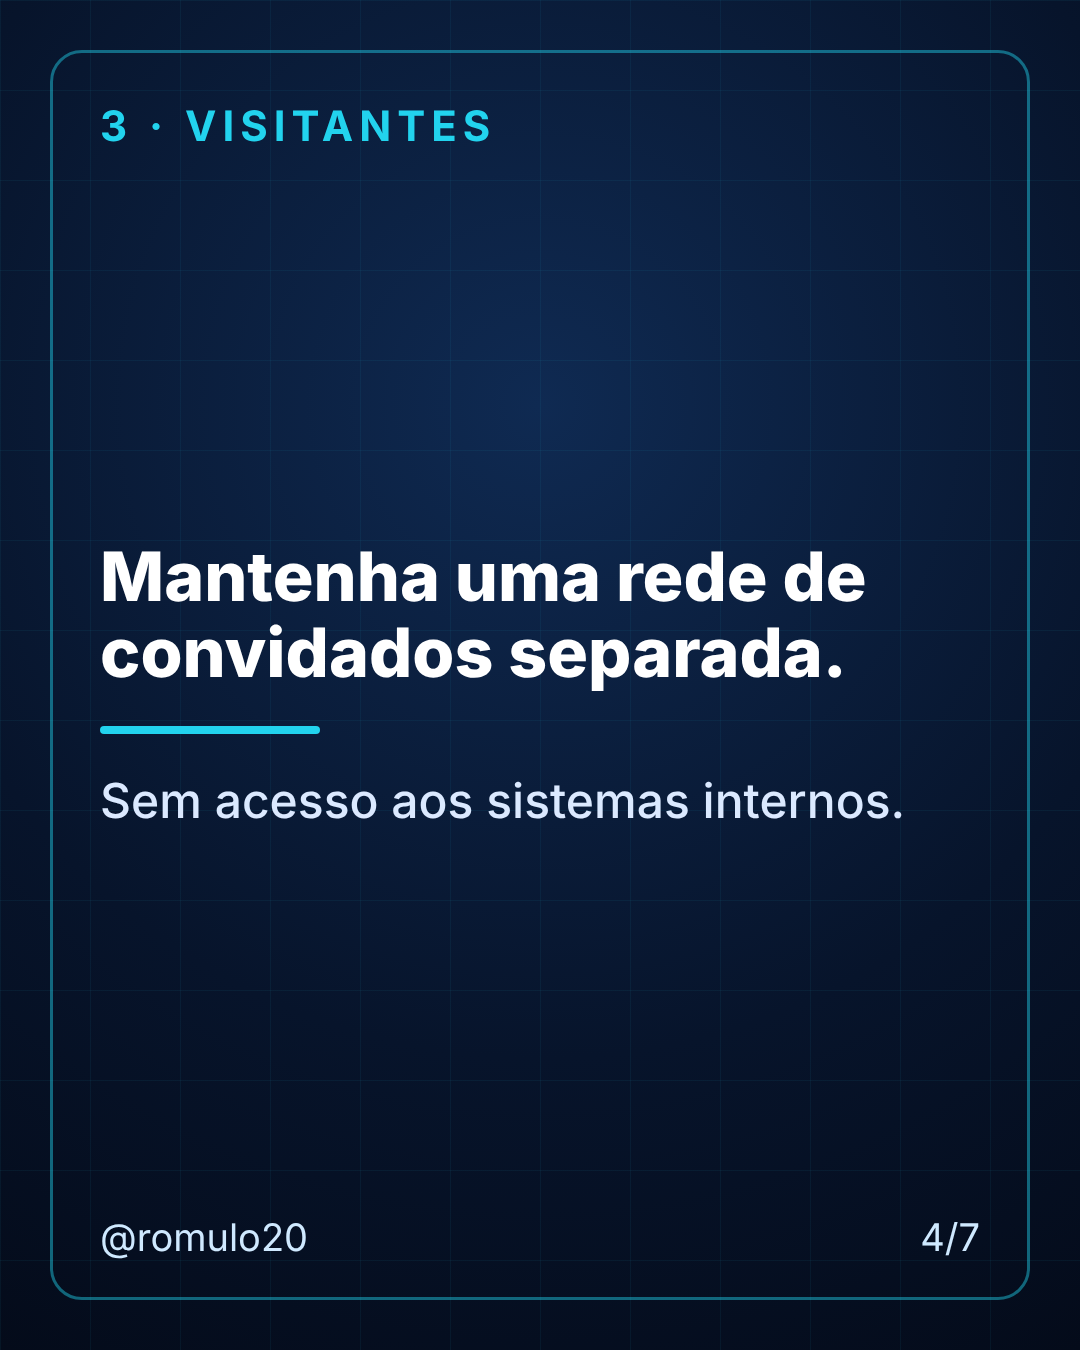 3 · VISITANTES
Mantenha uma rede de
convidados separada.
Sem acesso aos sistemas internos.
@romulo20
4/7